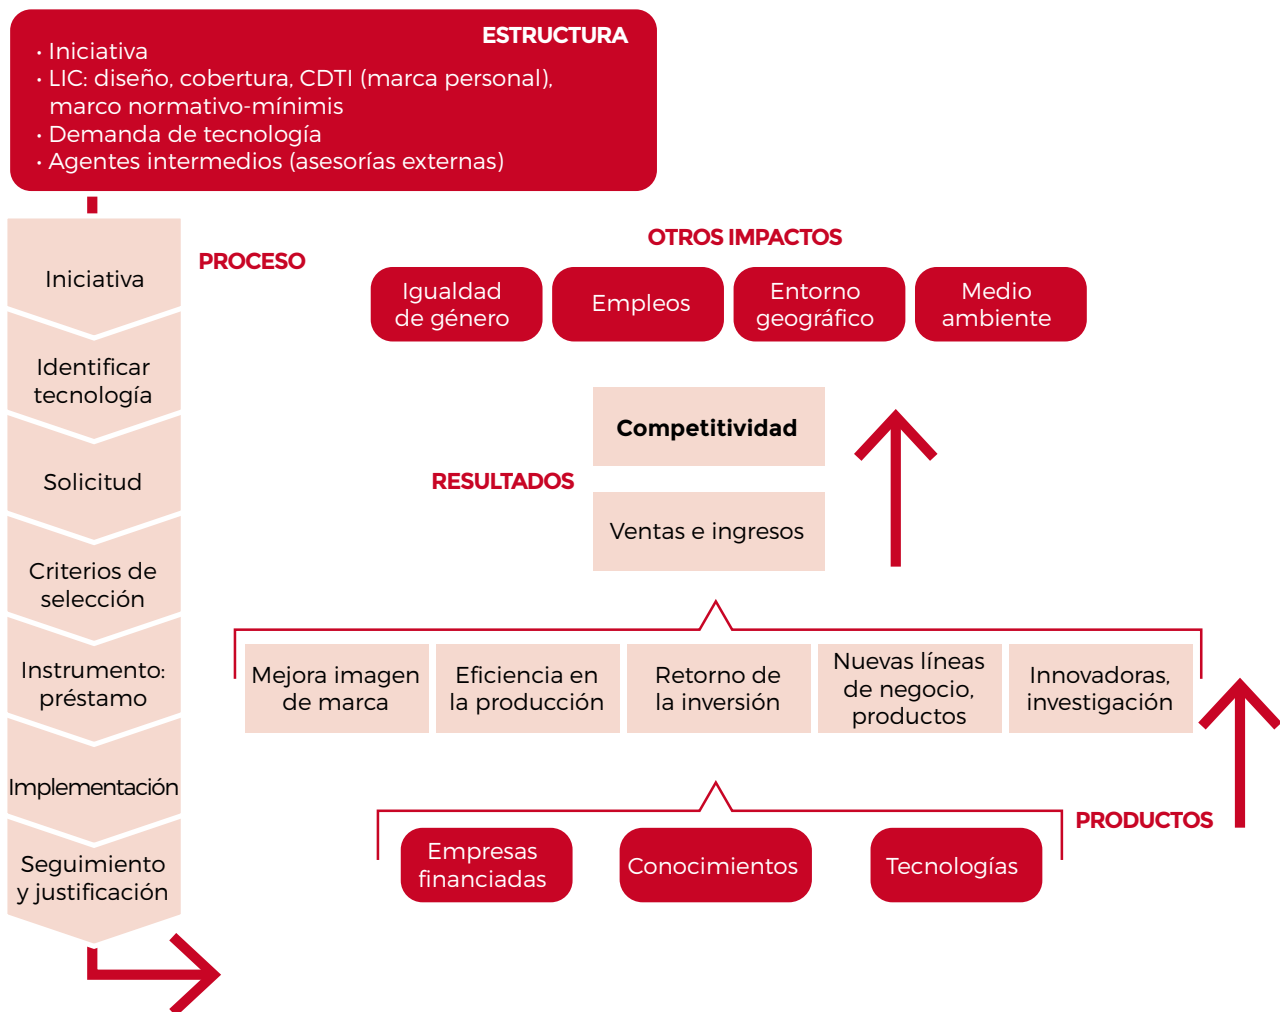 ESTRUCTURA
• Iniciativa
• LIC: diseño, cobertura, CDTI (marca personal),
marco normativo-mínimis
• Demanda de tecnología
• Agentes intermedios (asesorías externas)
PROCESO
Iniciativa
Identificar
tecnología
Solicitud
Criterios de
selección
Instrumento:
préstamo
Implementación
Seguimiento
y justificación
OTROS IMPACTOS
Igualdad
de género
Empleos
Entorno
geográfico
Medio
ambiente
Competitividad
RESULTADOS
Ventas e ingresos
Mejora imagen
de marca
Eficiencia en
la producción
Retorno de
la inversión
Nuevas líneas
de negocio,
productos
Innovadoras,
investigación
PRODUCTOS
Empresas
financiadas
Conocimientos
Tecnologías